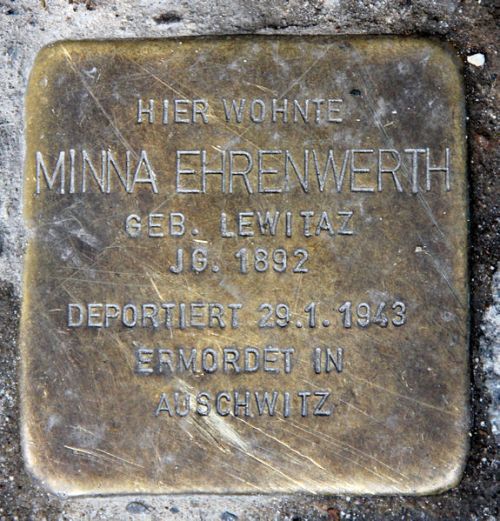 HIER WOHNTE
MINNA EHRENWERTH
GEB. LEWITAZ
JG. 1892
DEPORTIERT 29.1.1943
ERMORDET IN
AUSCHWITZ